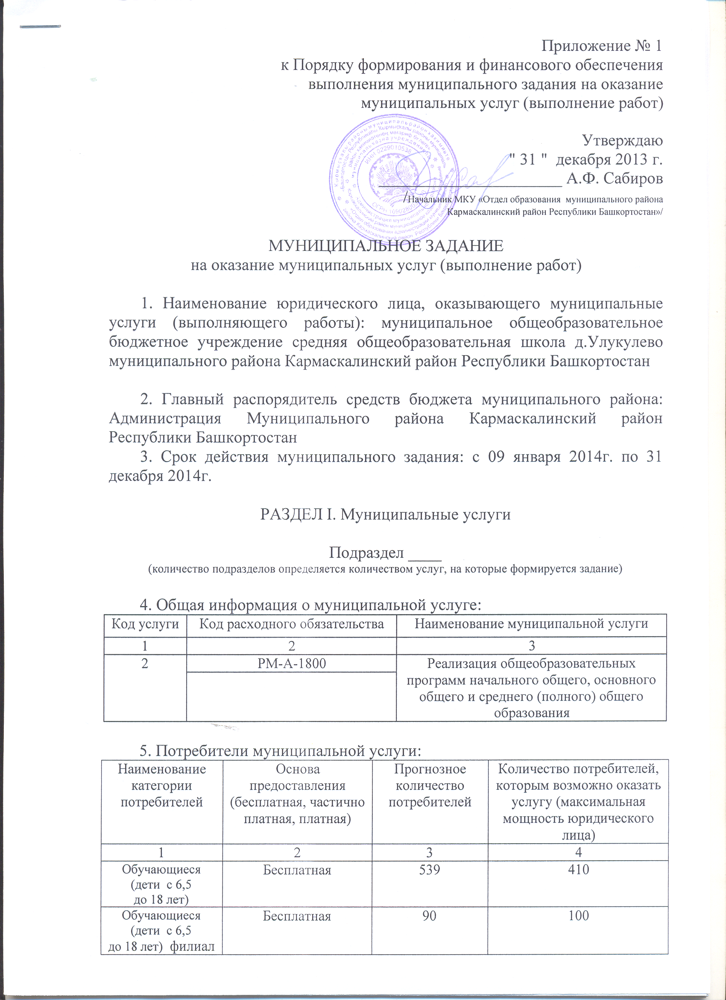 Приложение № 1
к Порядку формирования и финансового обеспечения
выполнения муниципального задания на оказание
муниципальных услуг (выполнение работ)
Утверждаю
" 31 " декабря 2013 г.
____________________ А.Ф. Сабиров
/Начальник МКУ «Отдел образования муниципального района
Кармаскалинский район Республики Башкортостан»/
ИНН 0229010538
МУНИЦИПАЛЬНОЕ ЗАДАНИЕ
на оказание муниципальных услуг (выполнение работ)
1. Наименование юридического лица, оказывающего муниципальные
услуги (выполняющего работы): муниципальное общеобразовательное
бюджетное учреждение средняя общеобразовательная школа д.Улукулево
муниципального района Кармаскалинский район Республики Башкортостан
2. Главный распорядитель средств бюджета муниципального района:
Администрация Муниципального района Кармаскалинский район
Республики Башкортостан
3. Срок действия муниципального задания: с 09 января 2014г. по 31
декабря 2014г.
РАЗДЕЛ I. Муниципальные услуги
Подраздел ____
(количество подразделов определяется количеством услуг, на которые формируется задание)
4. Общая информация о муниципальной услуге:
Код услуги Код расходного обязательства Наименование муниципальной услуги
1 2 3
2 РМ-А-1800 Реализация общеобразовательных
программ начального общего, основного
общего и среднего (полного) общего
образования
5. Потребители муниципальной услуги:
Наименование Основа Прогнозное Количество потребителей,
категории предоставления количество которым возможно оказать
потребителей (бесплатная, частично потребителей услугу (максимальная
платная, платная) мощность юридического
лица)
1 2 3 4
Обучающиеся Бесплатная 539 410
(дети с 6,5
до 18 лет)
Обучающиеся Бесплатная 90 100
(дети с 6,5
до 18 лет) филиал